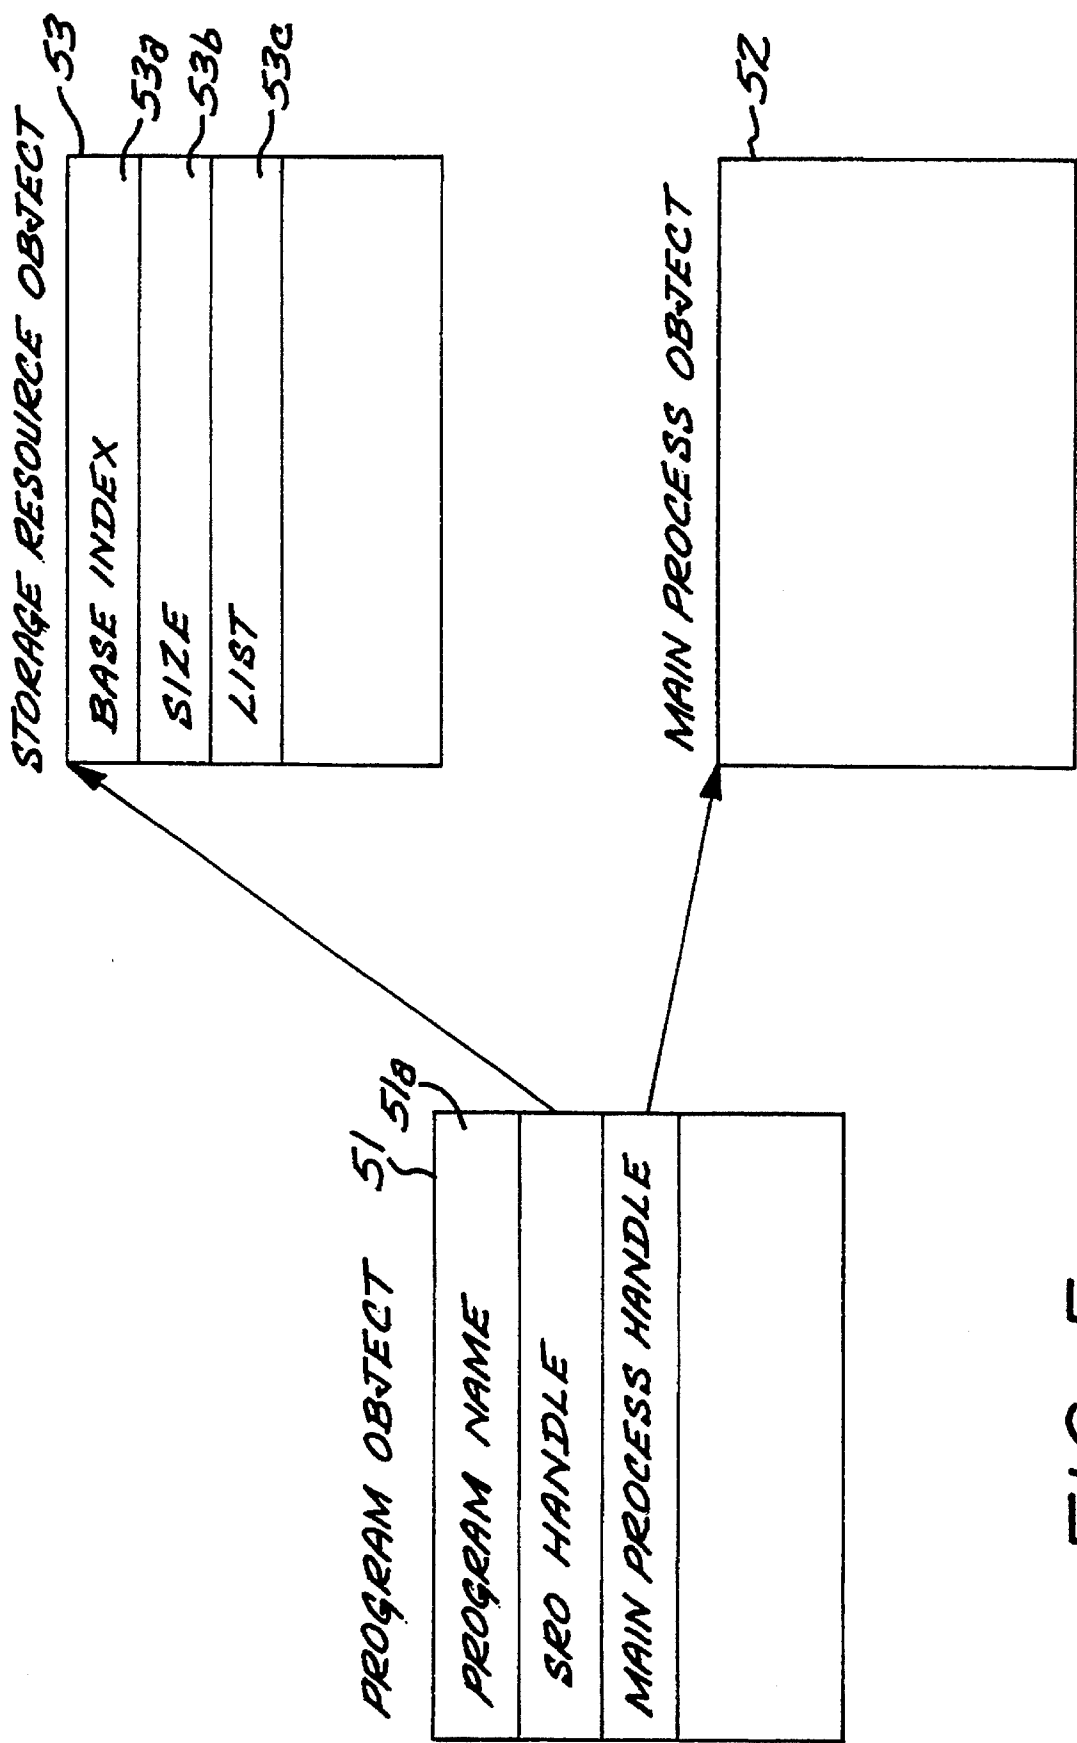 STORAGE RESOURCE OBJECT
53
BASE INDEX
53a
SIZE
53b
LIST
53c
PROGRAM OBJECT
51
51a
PROGRAM NAME
SRO HANDLE
MAIN PROCESS HANDLE
MAIN PROCESS OBJECT
52